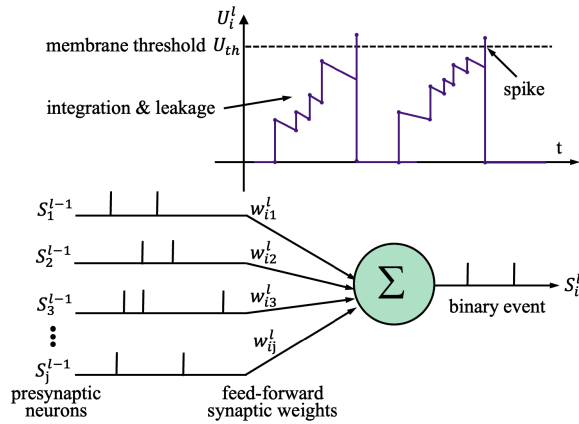 U_i^l
membrane threshold U_th
integration & leakage
spike
t
S_1^{l-1} w_{i1}^l
S_2^{l-1} w_{i2}^l
S_3^{l-1} w_{i3}^l
S_j^{l-1} w_{ij}^l
Σ
S_i^l
binary event
presynaptic
neurons
feed-forward
synaptic weights